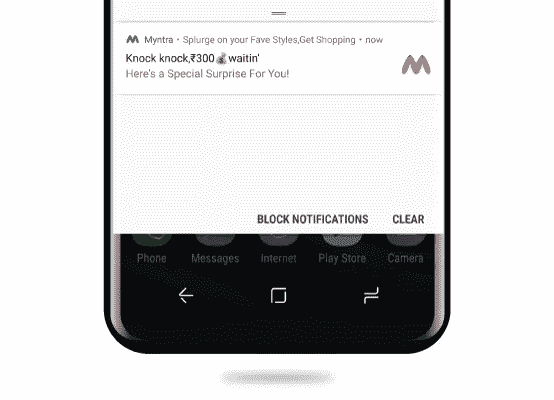 Myntra • Splurge on your Fave Styles,Get Shopping • now
Knock knock,₹300💰waitin'
Here's a Special Surprise For You!
BLOCK NOTIFICATIONS CLEAR
Phone Messages Internet Play Store Camera